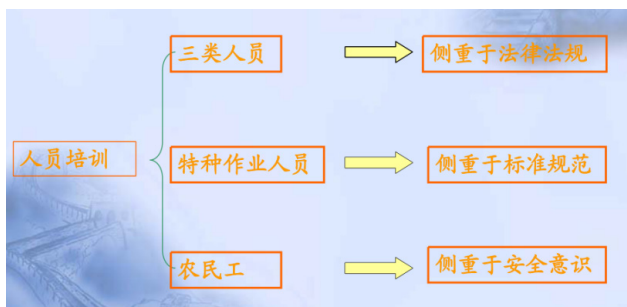 三类人员
侧重于法律法规
人员培训
特种作业人员
侧重于标准规范
农民工
侧重于安全意识